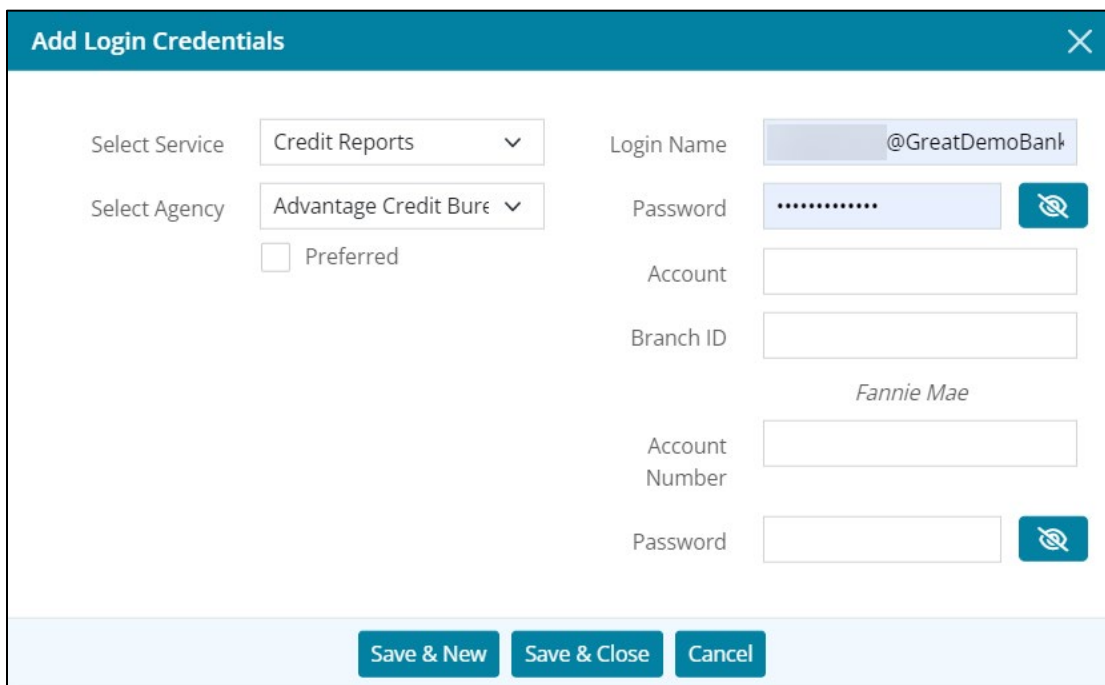 Add Login Credentials
Select Service
Credit Reports
Select Agency
Advantage Credit Bure
Preferred
Login Name
@GreatDemoBank
Password
•••••••••••••
Account
Branch ID
Fannie Mae
Account
Number
Password
Save & New
Save & Close
Cancel